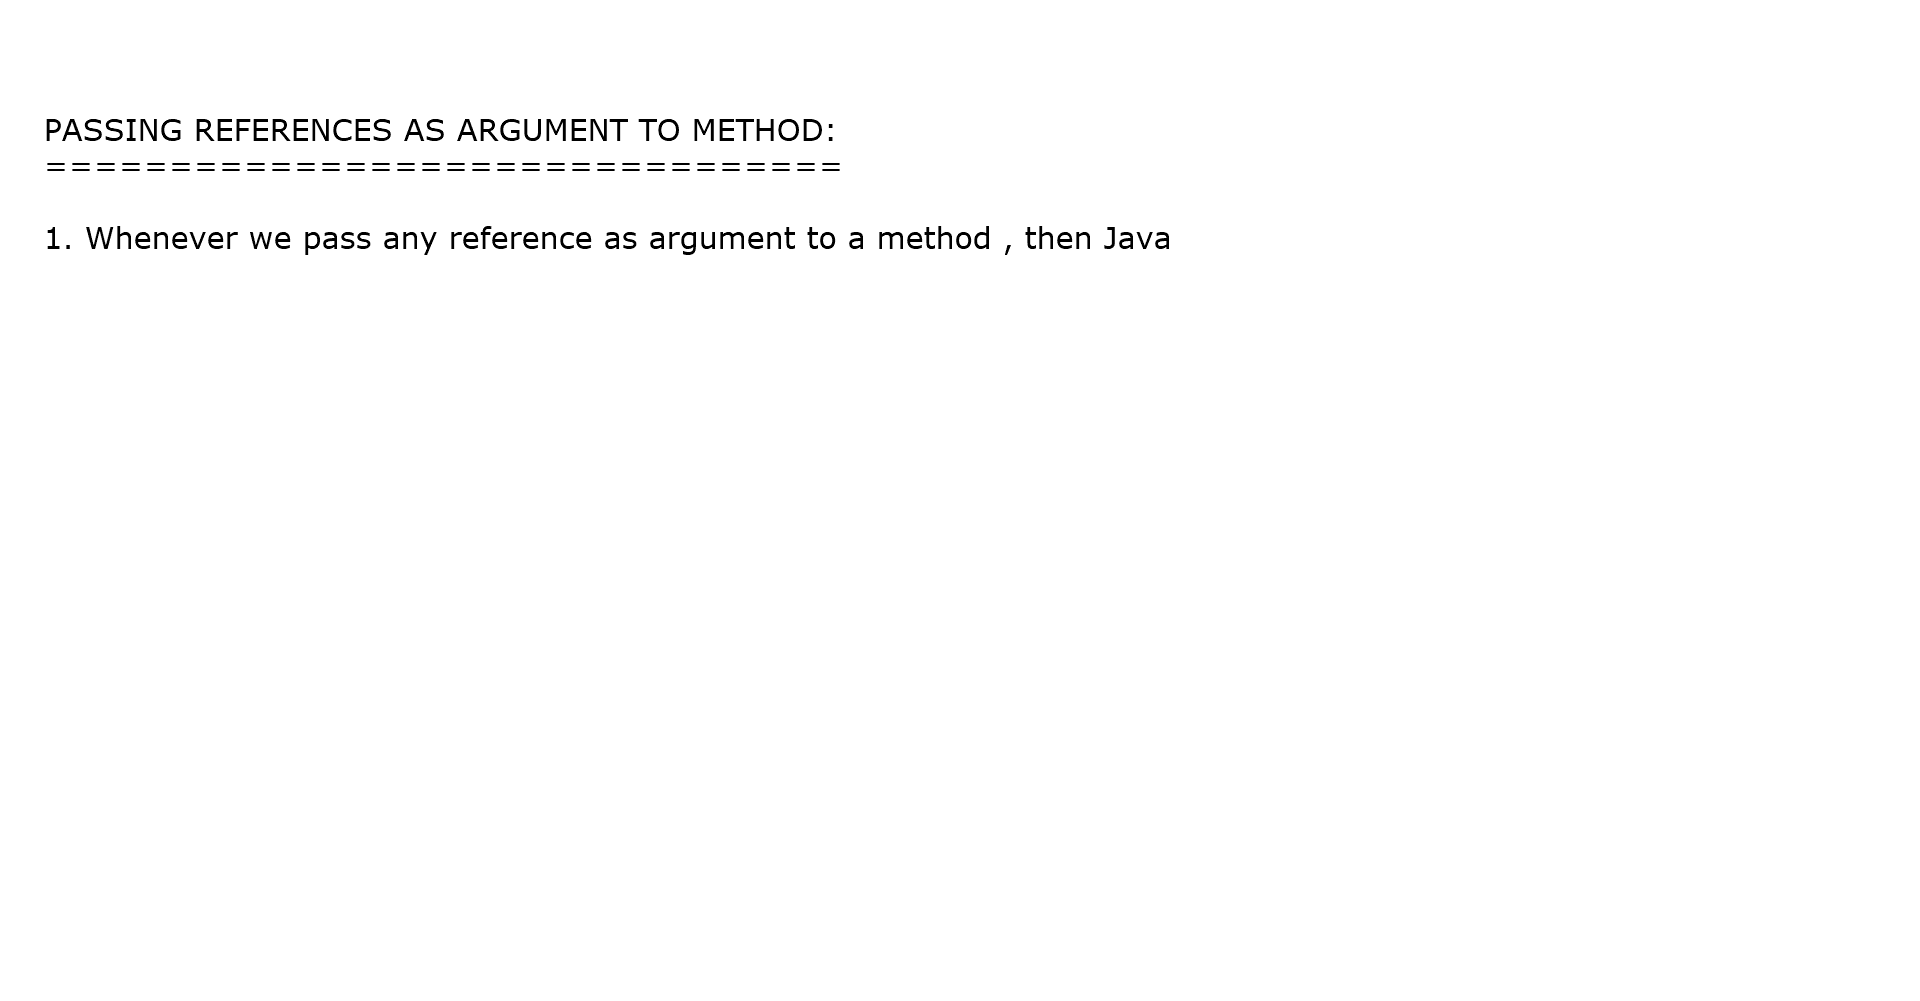 PASSING REFERENCES AS ARGUMENT TO METHOD:
================================
1. Whenever we pass any reference as argument to a method , then Java